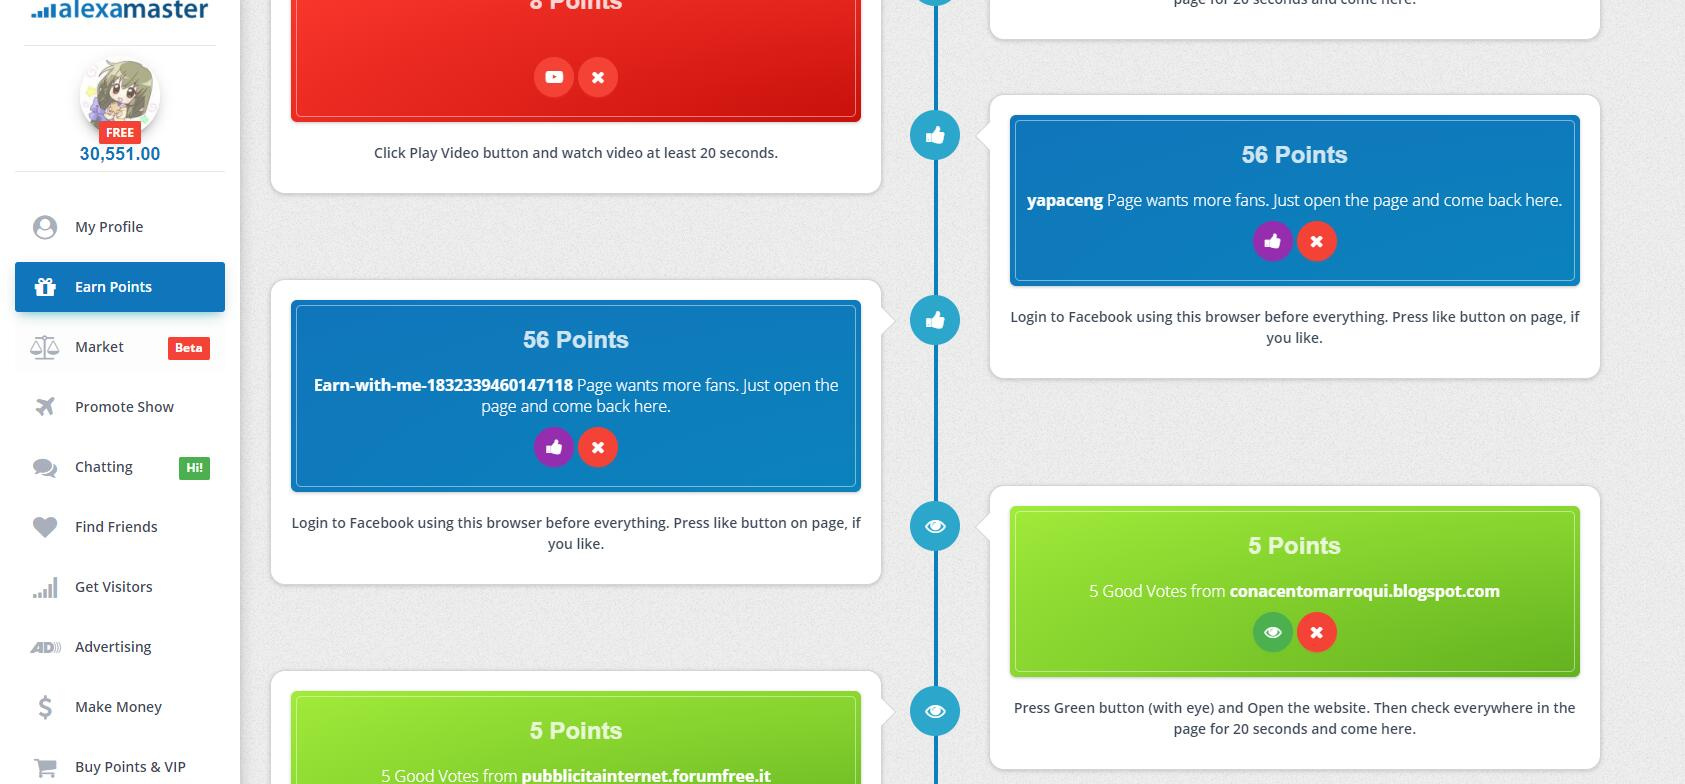 alexamaster
FREE
30,551.00
My Profile
Earn Points
Market
Beta
Promote Show
Chatting
Hi!
Find Friends
Get Visitors
AD
Advertising
Make Money
Buy Points & VIP
8 Points
Click Play Video button and watch video at least 20 seconds.
page for 20 seconds and come here.
56 Points
yapaceng Page wants more fans. Just open the page and come back here.
Login to Facebook using this browser before everything. Press like button on page, if
you like.
56 Points
Earn-with-me-1832339460147118 Page wants more fans. Just open the
page and come back here.
Login to Facebook using this browser before everything. Press like button on page, if
you like.
5 Points
5 Good Votes from conacentomarroqui.blogspot.com
Press Green button (with eye) and Open the website. Then check everywhere in the
page for 20 seconds and come here.
5 Points
5 Good Votes from pubblicitainternet.forumfree.it